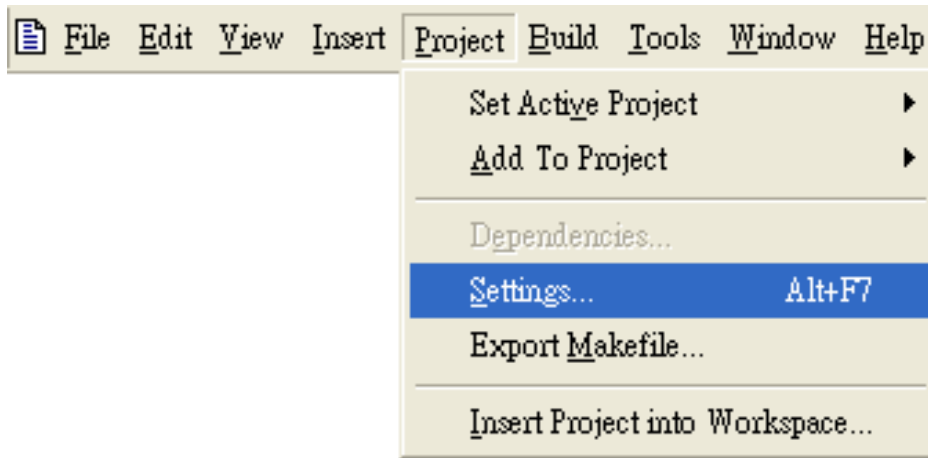 File Edit View Insert Project Build Tools Window Help
Set Active Project
Add To Project
Dependencies...
Settings... Alt+F7
Export Makefile...
Insert Project into Workspace...